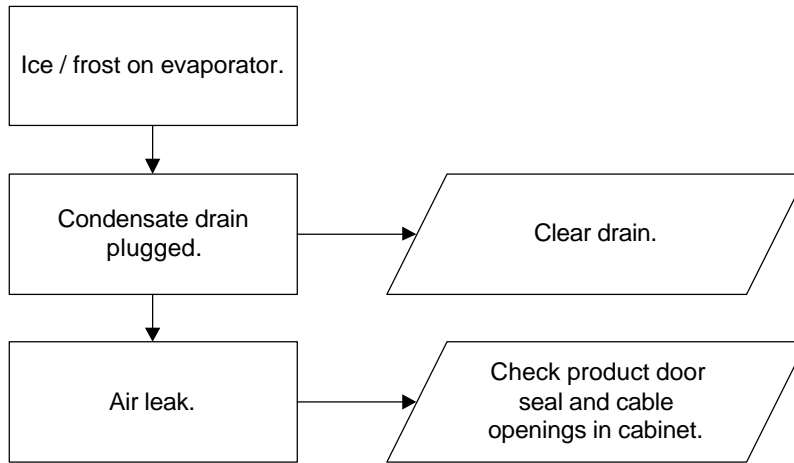 Ice / frost on evaporator.
Condensate drain
plugged.
Clear drain.
Air leak.
Check product door
seal and cable
openings in cabinet.